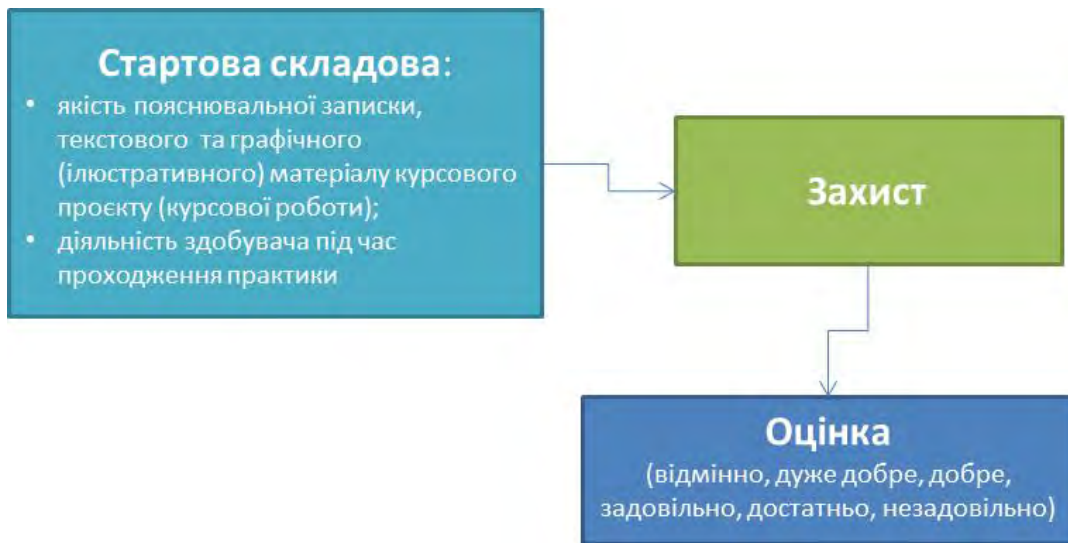 Стартова складова:
• якість пояснювальної записки,
текстового та графічного
(ілюстративного) матеріалу курсового
проєкту (курсової роботи);
• діяльність здобувача під час
проходження практики
Захист
Оцінка
(відмінно, дуже добре, добре,
задовільно, достатньо, незадовільно)